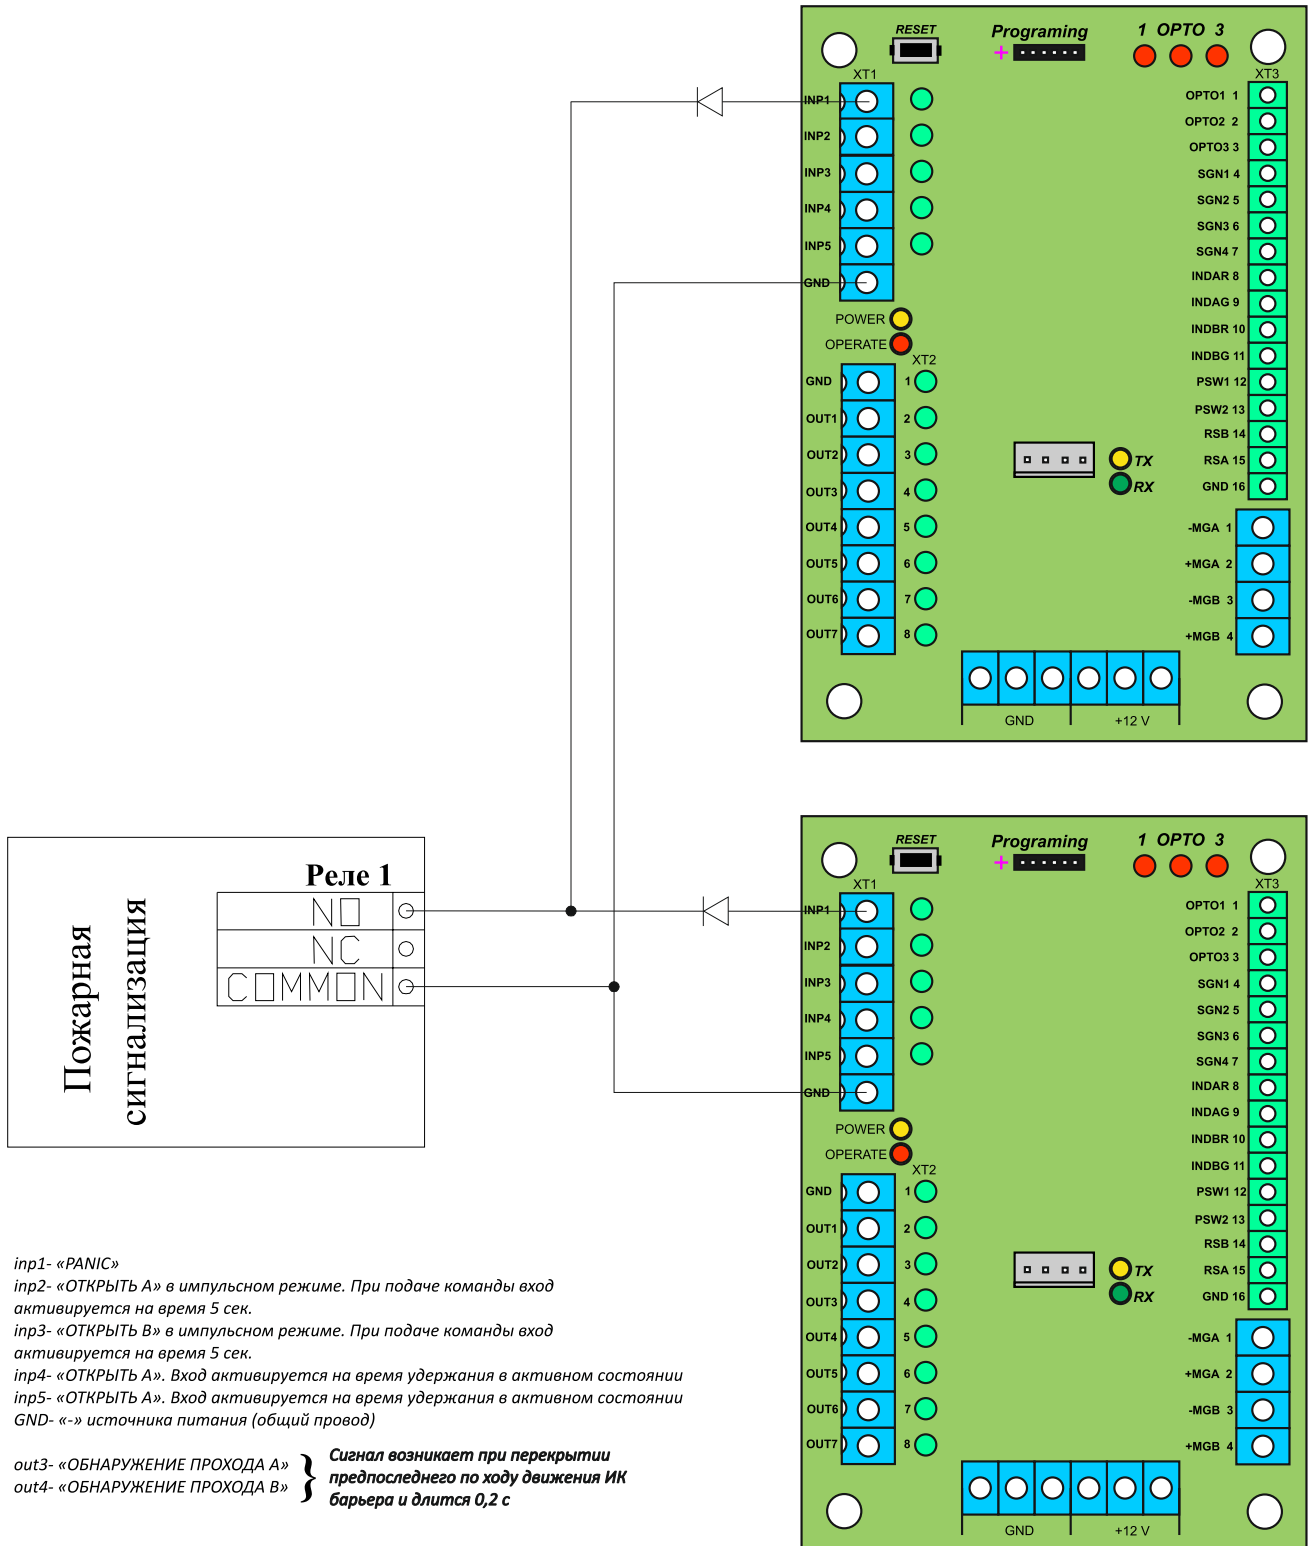 RESET
Programing
1 OPTO 3
+
XT1
XT3
INP1
INP2
INP3
INP4
INP5
GND
POWER
OPERATE
XT2
GND 1
OUT1 2
OUT2 3
OUT3 4
OUT4 5
OUT5 6
OUT6 7
OUT7 8
OPTO1 1
OPTO2 2
OPTO3 3
SGN1 4
SGN2 5
SGN3 6
SGN4 7
INDAR 8
INDAG 9
INDBR 10
INDBG 11
PSW1 12
PSW2 13
RSB 14
RSA 15
GND 16
TX
RX
-MGA 1
+MGA 2
-MGB 3
+MGB 4
GND
+12 V
Пожарная
сигнализация
Реле 1
NO
NC
COMMON
RESET
Programing
1 OPTO 3
+
XT1
XT3
INP1
INP2
INP3
INP4
INP5
GND
POWER
OPERATE
XT2
GND 1
OUT1 2
OUT2 3
OUT3 4
OUT4 5
OUT5 6
OUT6 7
OUT7 8
OPTO1 1
OPTO2 2
OPTO3 3
SGN1 4
SGN2 5
SGN3 6
SGN4 7
INDAR 8
INDAG 9
INDBR 10
INDBG 11
PSW1 12
PSW2 13
RSB 14
RSA 15
GND 16
TX
RX
-MGA 1
+MGA 2
-MGB 3
+MGB 4
GND
+12 V
inp1- «PANIC»
inp2- «ОТКРЫТЬ А» в импульсном режиме. При подаче команды вход
активируется на время 5 сек.
inp3- «ОТКРЫТЬ В» в импульсном режиме. При подаче команды вход
активируется на время 5 сек.
inp4- «ОТКРЫТЬ А». Вход активируется на время удержания в активном состоянии
inp5- «ОТКРЫТЬ А». Вход активируется на время удержания в активном состоянии
GND- «-» источника питания (общий провод)
out3- «ОБНАРУЖЕНИЕ ПРОХОДА А»
out4- «ОБНАРУЖЕНИЕ ПРОХОДА В»
}
Сигнал возникает при перекрытии
предпоследнего по ходу движения ИК
барьера и длится 0,2 с